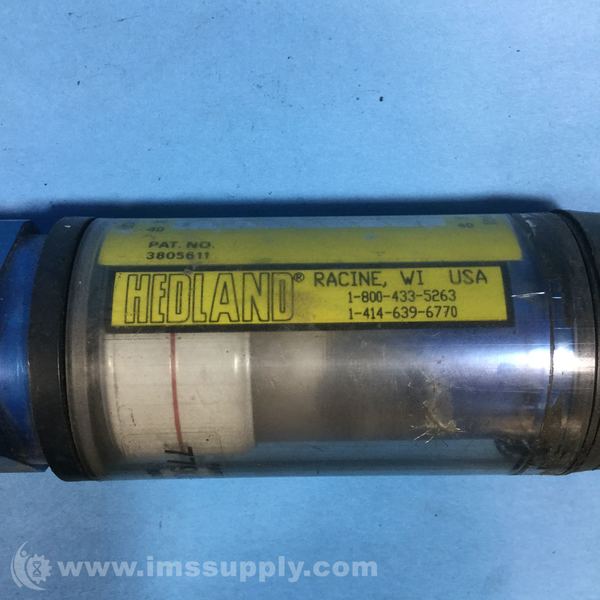 40 40
PAT. NO.
3805611
HEDLAND® RACINE, WI USA
1-800-433-5263
1-414-639-6770
© www.imssupply.com